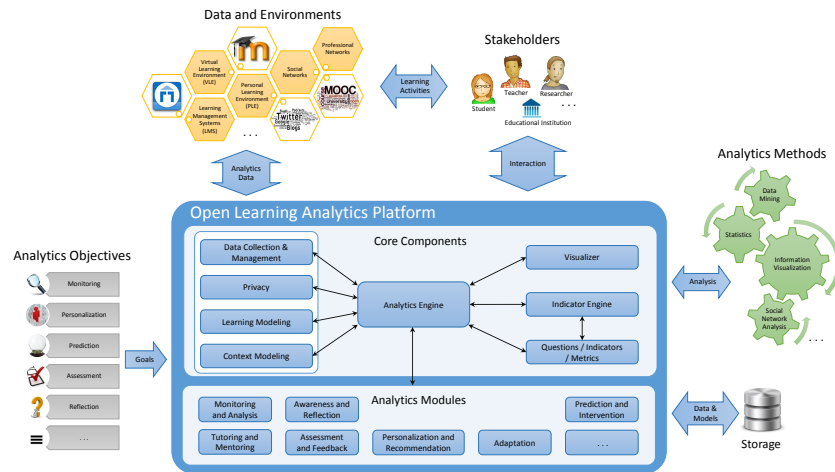 Data and Environments
Professional
Networks
Virtual
Learning
Environment
(VLE)
Social
Networks
Personal
Learning
Environment
(PLE)
Learning
Management
Systems
(LMS)
MOOC
University
Twitter
Blogs
. . .
Learning
Activities
Stakeholders
Student
Teacher
Researcher
. . .
Educational Institution
Analytics
Data
Interaction
Analytics Methods
Data
Mining
Statistics
Information
Visualization
Social
Network
Analysis
. . .
Analysis
Analytics Objectives
Monitoring
Personalization
Prediction
Assessment
Reflection
. . .
Goals
Open Learning Analytics Platform
Core Components
Data Collection &
Management
Privacy
Learning Modeling
Context Modeling
Analytics Engine
Visualizer
Indicator Engine
Questions / Indicators
/ Metrics
Analytics Modules
Monitoring
and Analysis
Awareness and
Reflection
Prediction and
Intervention
Tutoring and
Mentoring
Assessment
and Feedback
Personalization and
Recommendation
Adaptation
. . .
Data &
Models
Storage